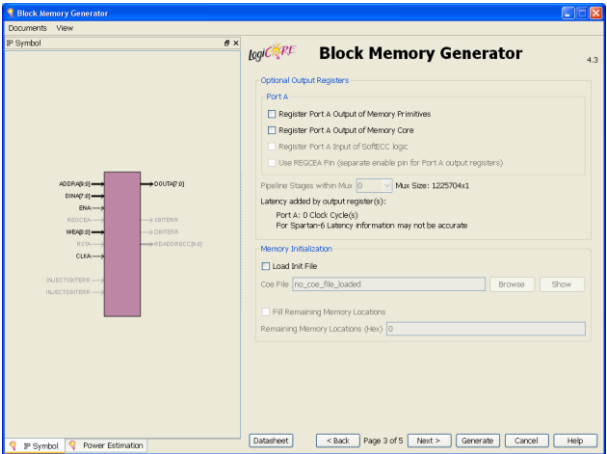 Block Memory Generator
Documents View
IP Symbol
ADDRA[9:0]
DINA[7:0]
ENA
REGCEA
WEA[0:0]
RSTA
CLKA
INJECTSBITERR
INJECTDBITERR
DOUTA[7:0]
SBITERR
DBITERR
RDADDRECC[9:0]
IP Symbol
Power Estimation
LogiCORE
Block Memory Generator
4.3
Optional Output Registers
Port A
Register Port A Output of Memory Primitives
Register Port A Output of Memory Core
Register Port A Input of SoftECC logic
Use REGCEA Pin (separate enable pin for Port A output registers)
Pipeline Stages within Mux 0 Mux Size: 1225704x1
Latency added by output register(s):
Port A: 0 Clock Cycle(s)
For Spartan-6 Latency information may not be accurate
Memory Initialization
Load Init File
Coe File no_coe_file_loaded Browse Show
Fill Remaining Memory Locations
Remaining Memory Locations (Hex) 0
Datasheet < Back Page 3 of 5 Next > Generate Cancel Help